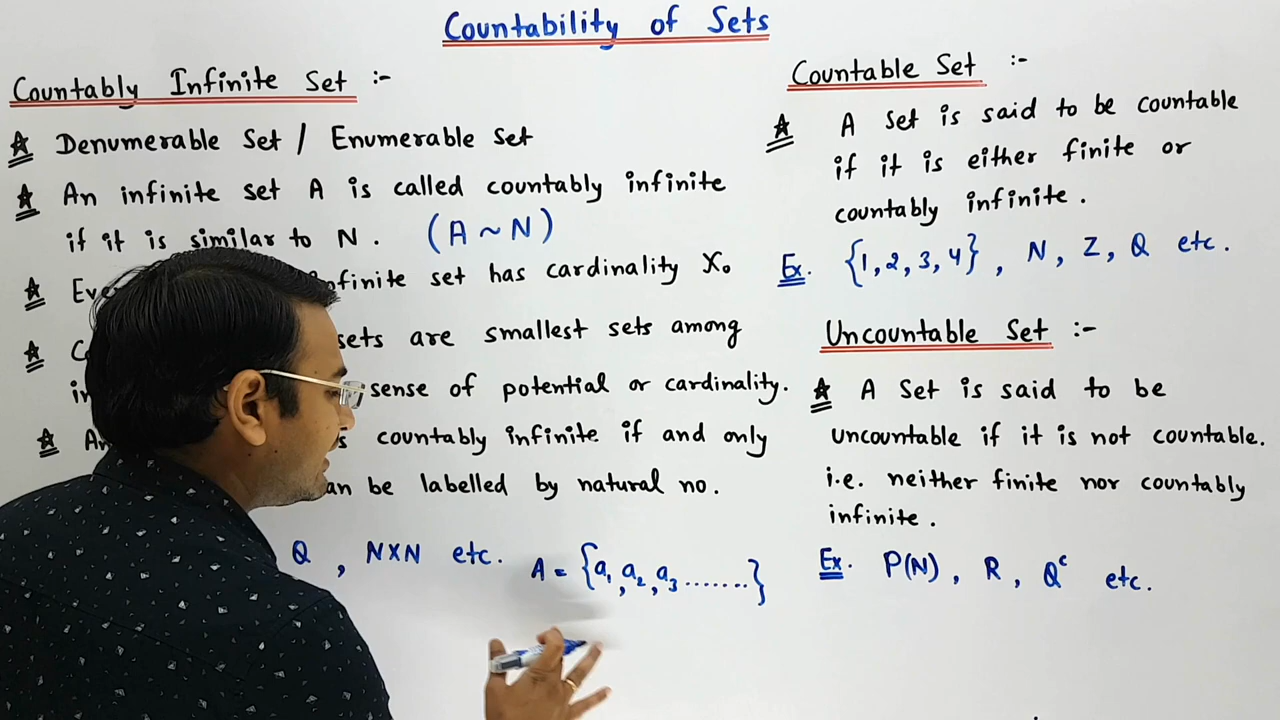 Countability of Sets
Countably Infinite Set :-
Denumerable Set / Enumerable Set
An infinite set A is called countably infinite
if it is similar to N. (A ~ N)
infinite set has cardinality X₀
sets are smallest sets among
sense of potential or cardinality.
countably infinite if and only
be labelled by natural no.
Q , N×N etc. A = {a₁, a₂, a₃.......}
Countable Set :-
A Set is said to be countable
if it is either finite or
countably infinite.
Ex. {1,2,3,4} , N , Z , Q etc.
Uncountable Set :-
A Set is said to be
uncountable if it is not countable.
i.e. neither finite nor countably
infinite.
Ex. P(N) , R , Qᶜ etc.